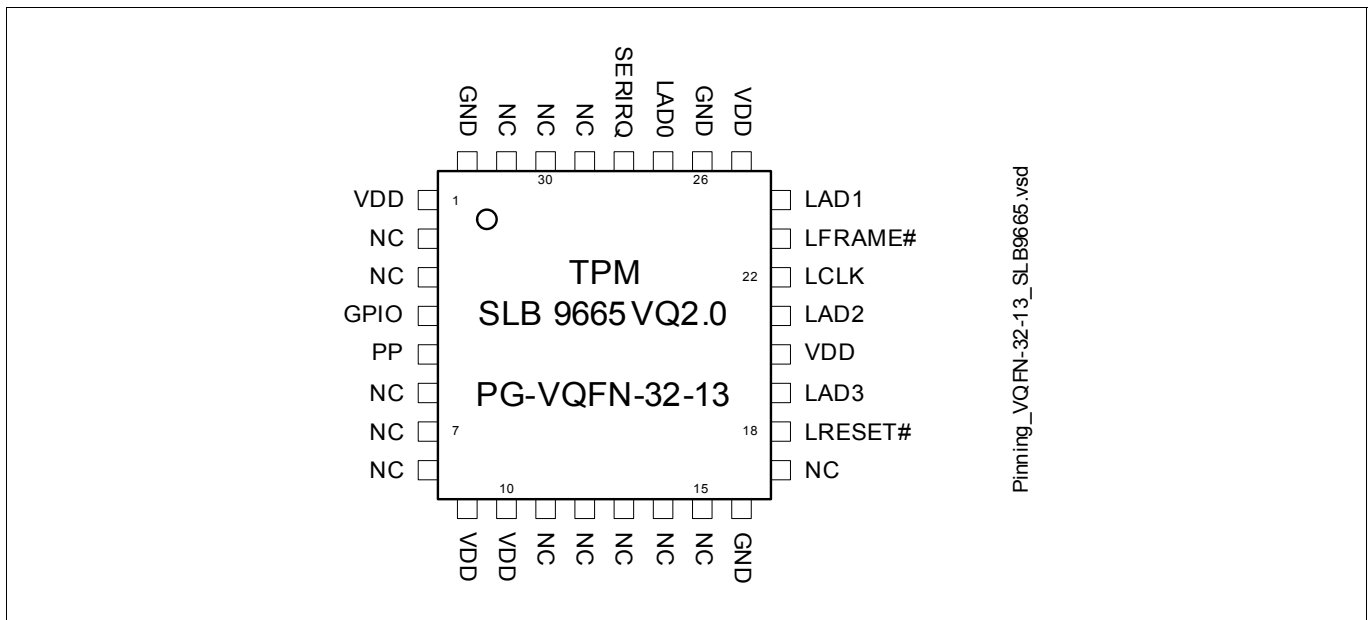 GND
NC
NC
NC
SERIRQ
LAD0
GND
VDD
30
26
VDD
1
LAD1
NC
LFRAME#
NC
TPM
22
LCLK
GPIO
SLB 9665 VQ2.0
LAD2
PP
VDD
NC
PG-VQFN-32-13
LAD3
NC
7
18
LRESET#
NC
NC
10
15
VDD
VDD
NC
NC
NC
NC
NC
GND
Pinning_VQFN-32-13_SLB9665.vsd